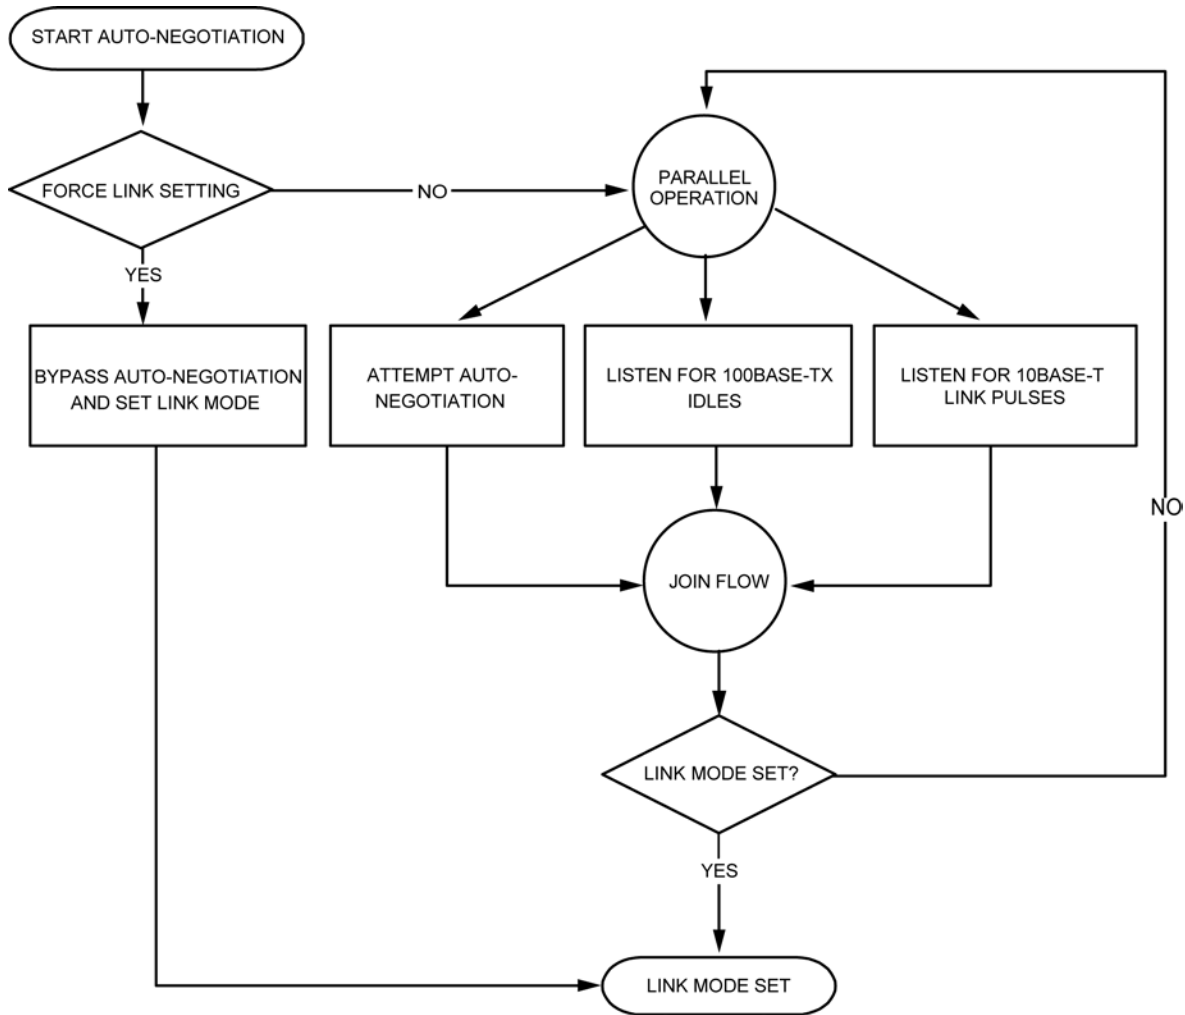 START AUTO-NEGOTIATION
FORCE LINK SETTING
NO
PARALLEL
OPERATION
YES
BYPASS AUTO-NEGOTIATION
AND SET LINK MODE
ATTEMPT AUTO-
NEGOTIATION
LISTEN FOR 100BASE-TX
IDLES
LISTEN FOR 10BASE-T
LINK PULSES
NO
JOIN FLOW
LINK MODE SET?
YES
LINK MODE SET